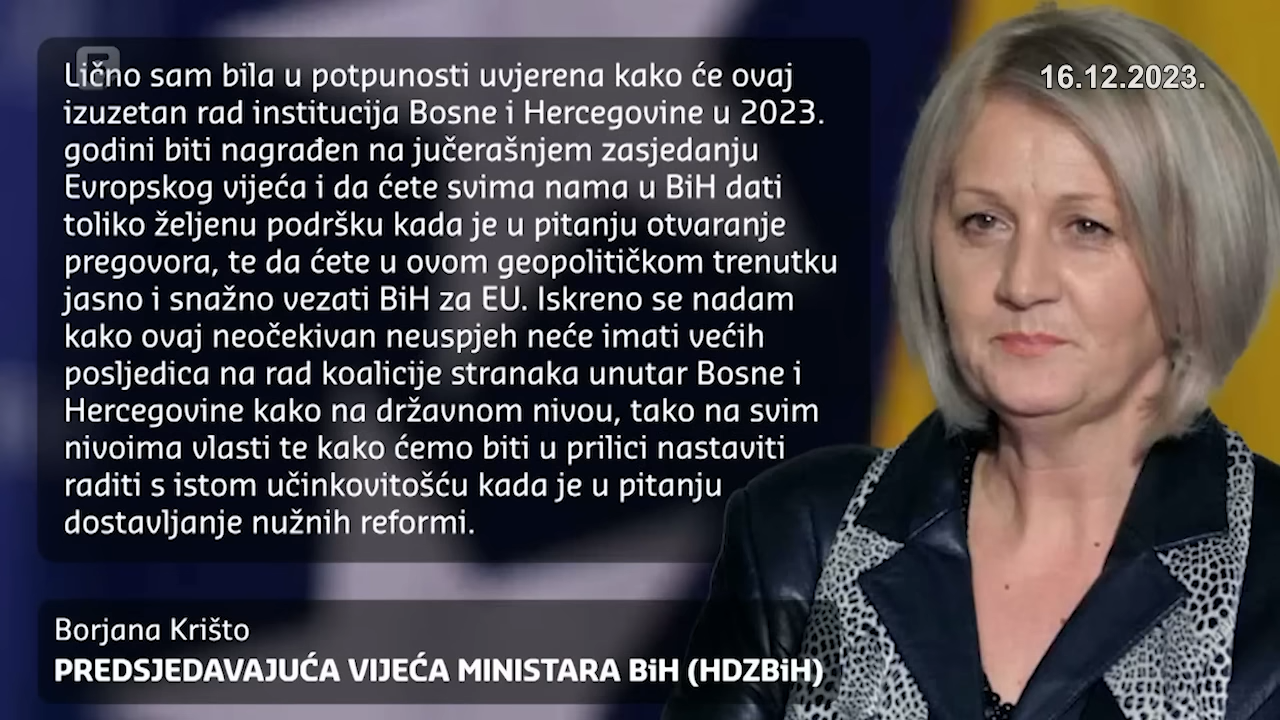 16.12.2023.
Lično sam bila u potpunosti uvjerena kako će ovaj
izuzetan rad institucija Bosne i Hercegovine u 2023.
godini biti nagrađen na jučerašnjem zasjedanju
Evropskog vijeća i da ćete svima nama u BiH dati
toliko željenu podršku kada je u pitanju otvaranje
pregovora, te da ćete u ovom geopolitičkom trenutku
jasno i snažno vezati BiH za EU. Iskreno se nadam
kako ovaj neočekivan neuspjeh neće imati većih
posljedica na rad koalicije stranaka unutar Bosne i
Hercegovine kako na državnom nivou, tako na svim
nivoima vlasti te kako ćemo biti u prilici nastaviti
raditi s istom učinkovitošću kada je u pitanju
dostavljanje nužnih reformi.
Borjana Krišto
PREDSJEDAVAJUĆA VIJEĆA MINISTARA BiH (HDZBiH)